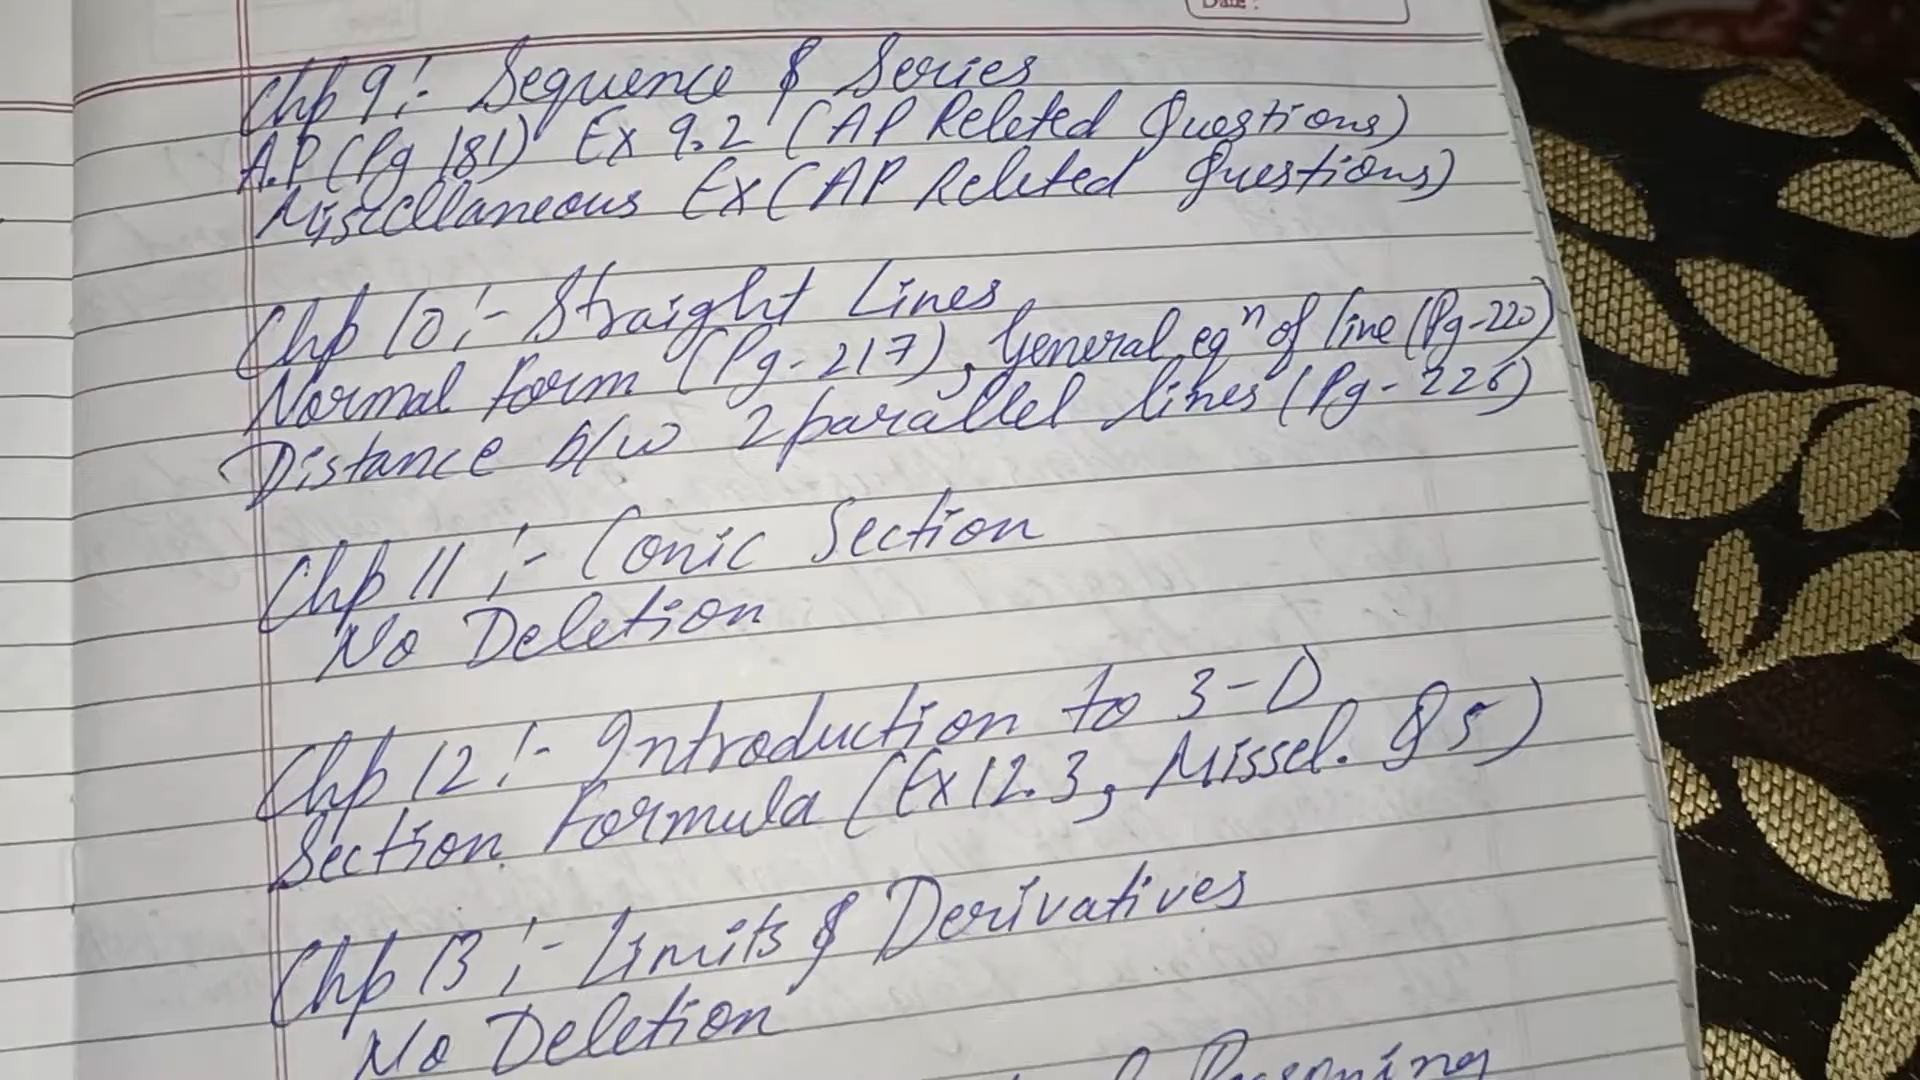 Date :
Chp 9:- Sequence & Series
A.P (Pg 181) Ex 9.2 (AP Releted Questions)
Misscllaneous Ex (AP Releted Questions)
Chp 10:- Straight Lines
Normal form (Pg-217), General eqⁿ of line (Pg-220)
Distance b/w 2 parallel lines (Pg-226)
Chp 11:- Conic Section
No Deletion
Chp 12:- Introduction to 3-D
Section Formula (Ex 12.3, Missel. Q5)
Chp 13:- Limits & Derivatives
No Deletion
Reasoning